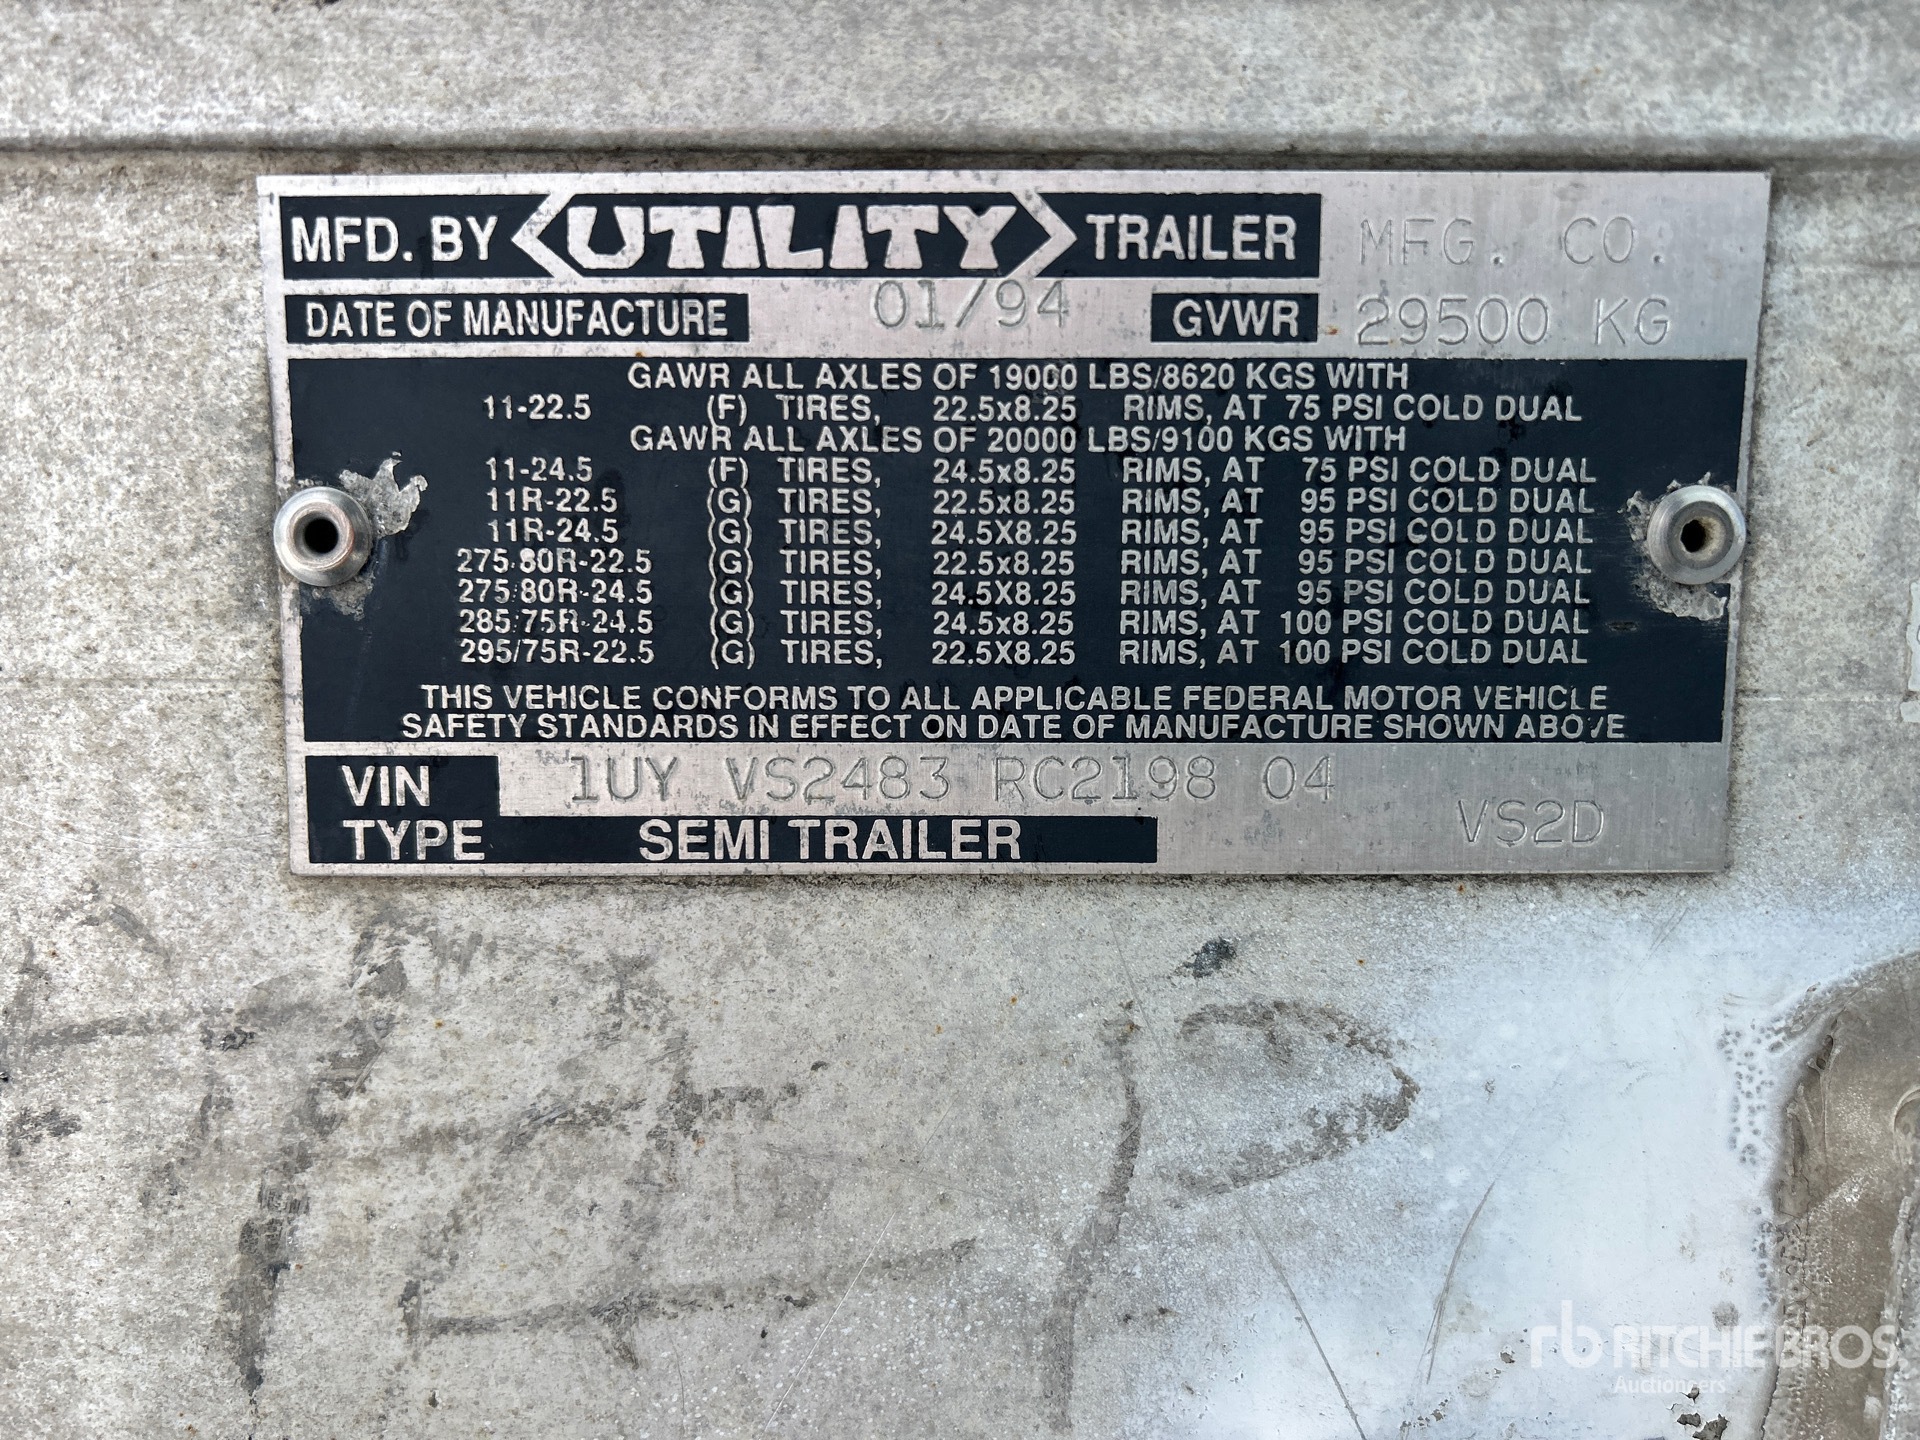 MFD. BY UTILITY TRAILER MFG. CO.
DATE OF MANUFACTURE 01/94 GVWR 29500 KG
GAWR ALL AXLES OF 19000 LBS/8620 KGS WITH
11-22.5 (F) TIRES, 22.5x8.25 RIMS, AT 75 PSI COLD DUAL
GAWR ALL AXLES OF 20000 LBS/9100 KGS WITH
11-24.5 (F) TIRES, 24.5x8.25 RIMS, AT 75 PSI COLD DUAL
11R-22.5 (G) TIRES, 22.5x8.25 RIMS, AT 95 PSI COLD DUAL
11R-24.5 (G) TIRES, 24.5X8.25 RIMS, AT 95 PSI COLD DUAL
275/80R-22.5 (G) TIRES, 22.5x8.25 RIMS, AT 95 PSI COLD DUAL
275/80R-24.5 (G) TIRES, 24.5X8.25 RIMS, AT 95 PSI COLD DUAL
285/75R-24.5 (G) TIRES, 24.5x8.25 RIMS, AT 100 PSI COLD DUAL
295/75R-22.5 (G) TIRES, 22.5X8.25 RIMS, AT 100 PSI COLD DUAL
THIS VEHICLE CONFORMS TO ALL APPLICABLE FEDERAL MOTOR VEHICLE
SAFETY STANDARDS IN EFFECT ON DATE OF MANUFACTURE SHOWN ABOVE
VIN 1UY VS2483 RC2198 04
TYPE SEMI TRAILER VS2D
rb RITCHIE BROS
Auctioneers